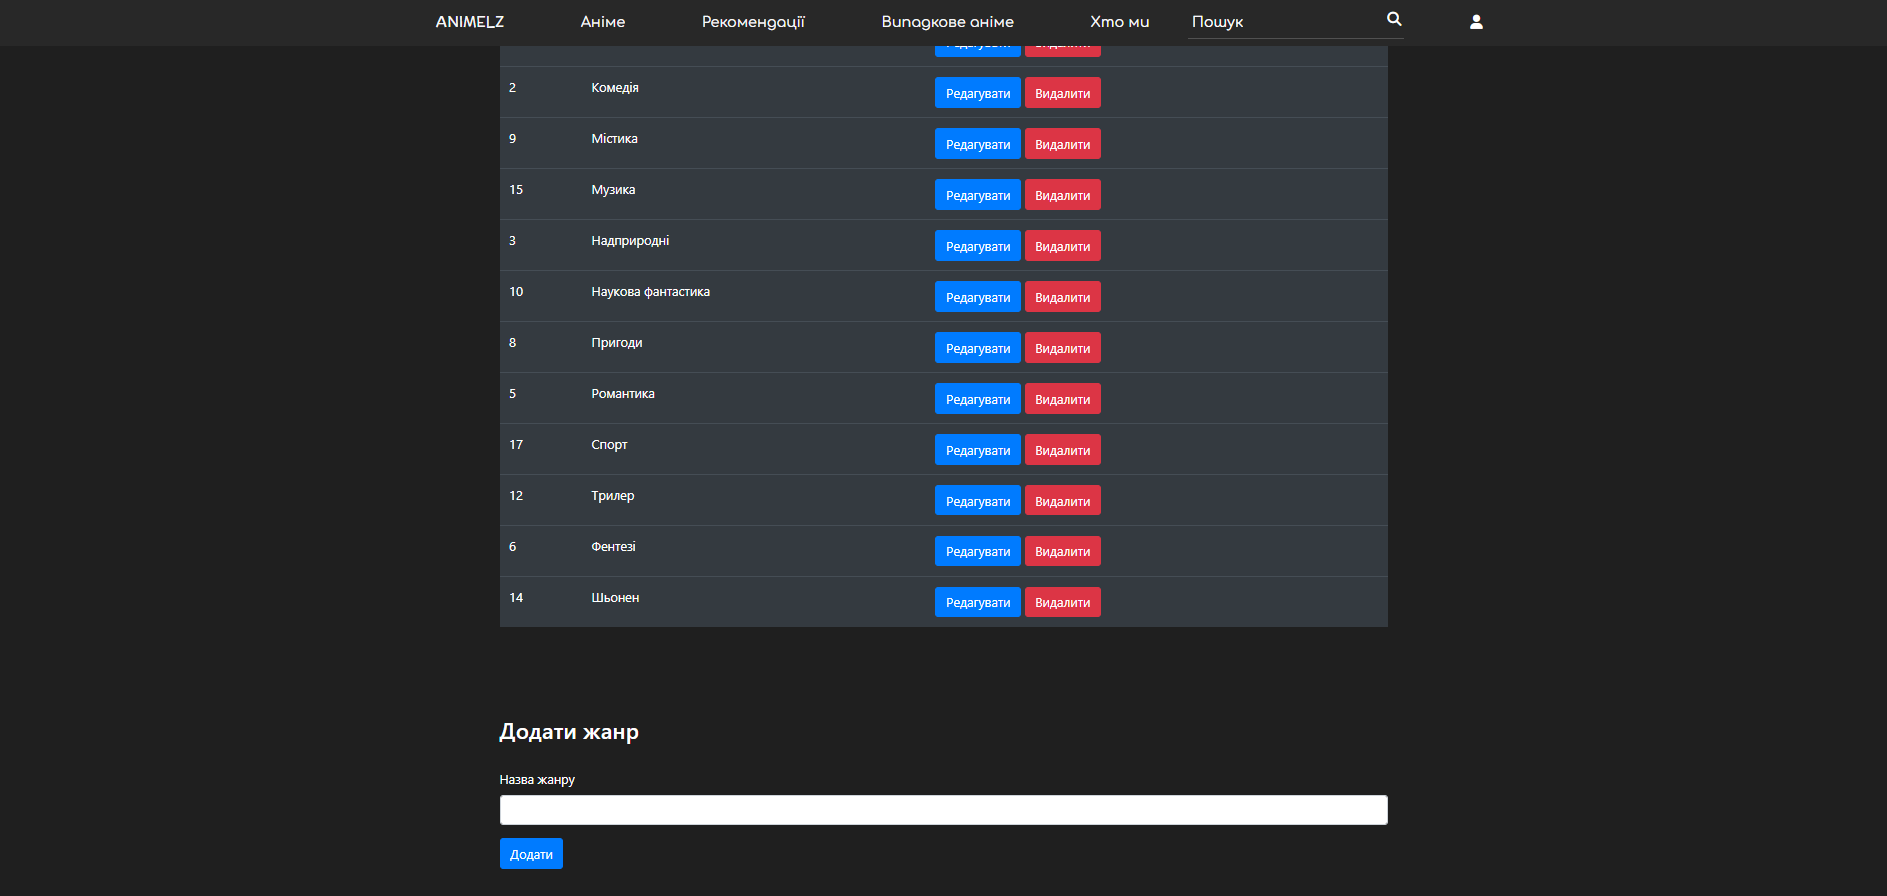 ANIMELZ Аніме Рекомендації Випадкове аніме Хто ми Пошук
2 Комедія Редагувати Видалити
9 Містика Редагувати Видалити
15 Музика Редагувати Видалити
3 Надприродні Редагувати Видалити
10 Наукова фантастика Редагувати Видалити
8 Пригоди Редагувати Видалити
5 Романтика Редагувати Видалити
17 Спорт Редагувати Видалити
12 Трилер Редагувати Видалити
6 Фентезі Редагувати Видалити
14 Шьонен Редагувати Видалити
Додати жанр
Назва жанру
Додати